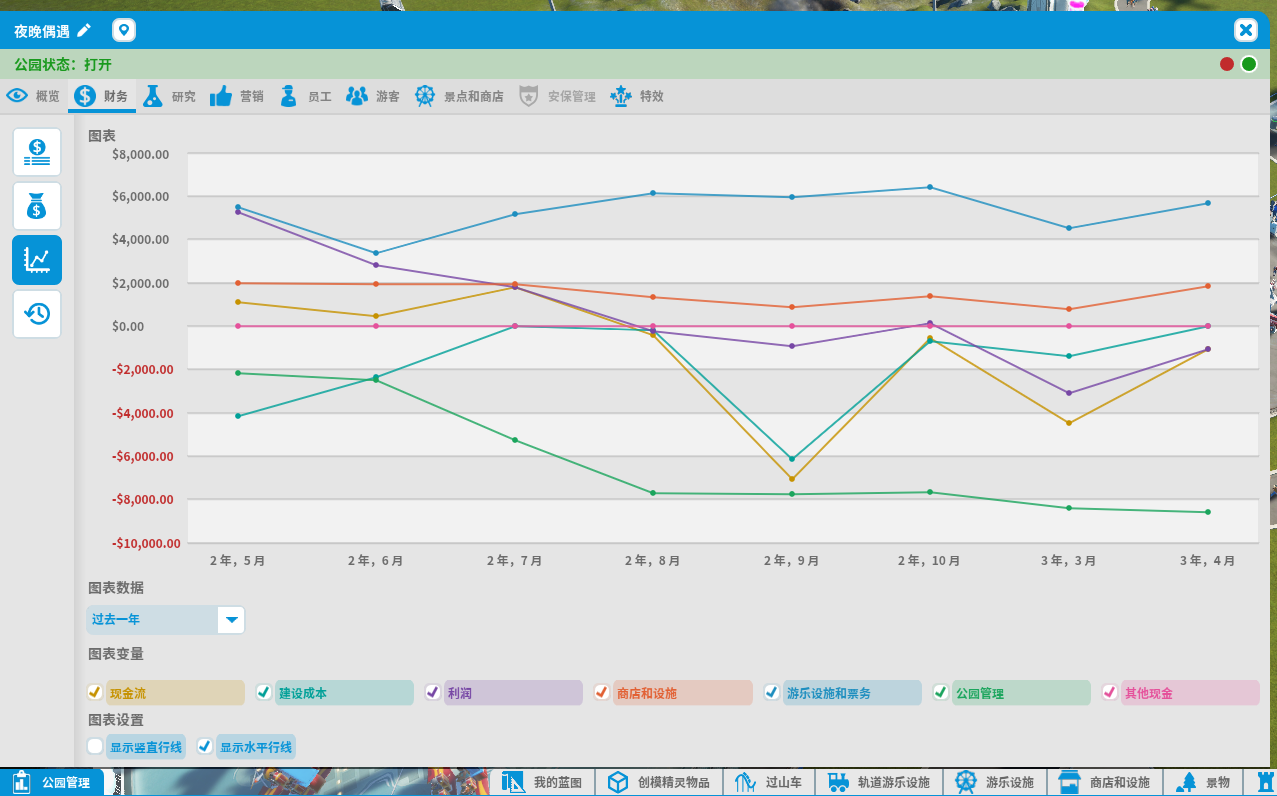 夜晚偶遇
公园状态：打开
概览 财务 研究 营销 员工 游客 景点和商店 安保管理 特效
图表
$8,000.00
$6,000.00
$4,000.00
$2,000.00
$0.00
-$2,000.00
-$4,000.00
-$6,000.00
-$8,000.00
-$10,000.00
2 年，5 月 2 年，6 月 2 年，7 月 2 年，8 月 2 年，9 月 2 年，10 月 3 年，3 月 3 年，4 月
图表数据
过去一年
图表变量
现金流 建设成本 利润 商店和设施 游乐设施和票务 公园管理 其他现金
图表设置
显示竖直行线 显示水平行线
公园管理 我的蓝图 创模精灵物品 过山车 轨道游乐设施 游乐设施 商店和设施 景物